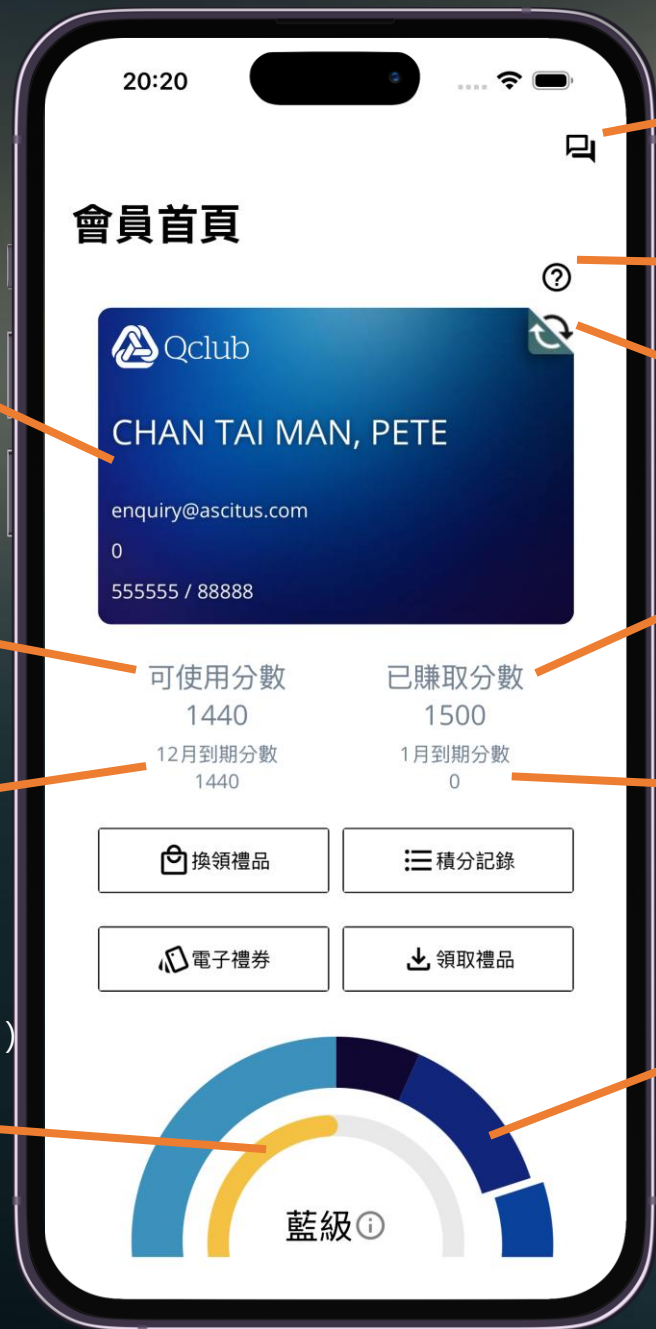 20:20
會員首頁
Qclub
CHAN TAI MAN, PETE
enquiry@ascitus.com
0
555555 / 88888
可使用分數 已賺取分數
1440 1500
12月到期分數 1月到期分數
1440 0
換領禮品 積分記錄
電子禮券 領取禮品
)
藍級